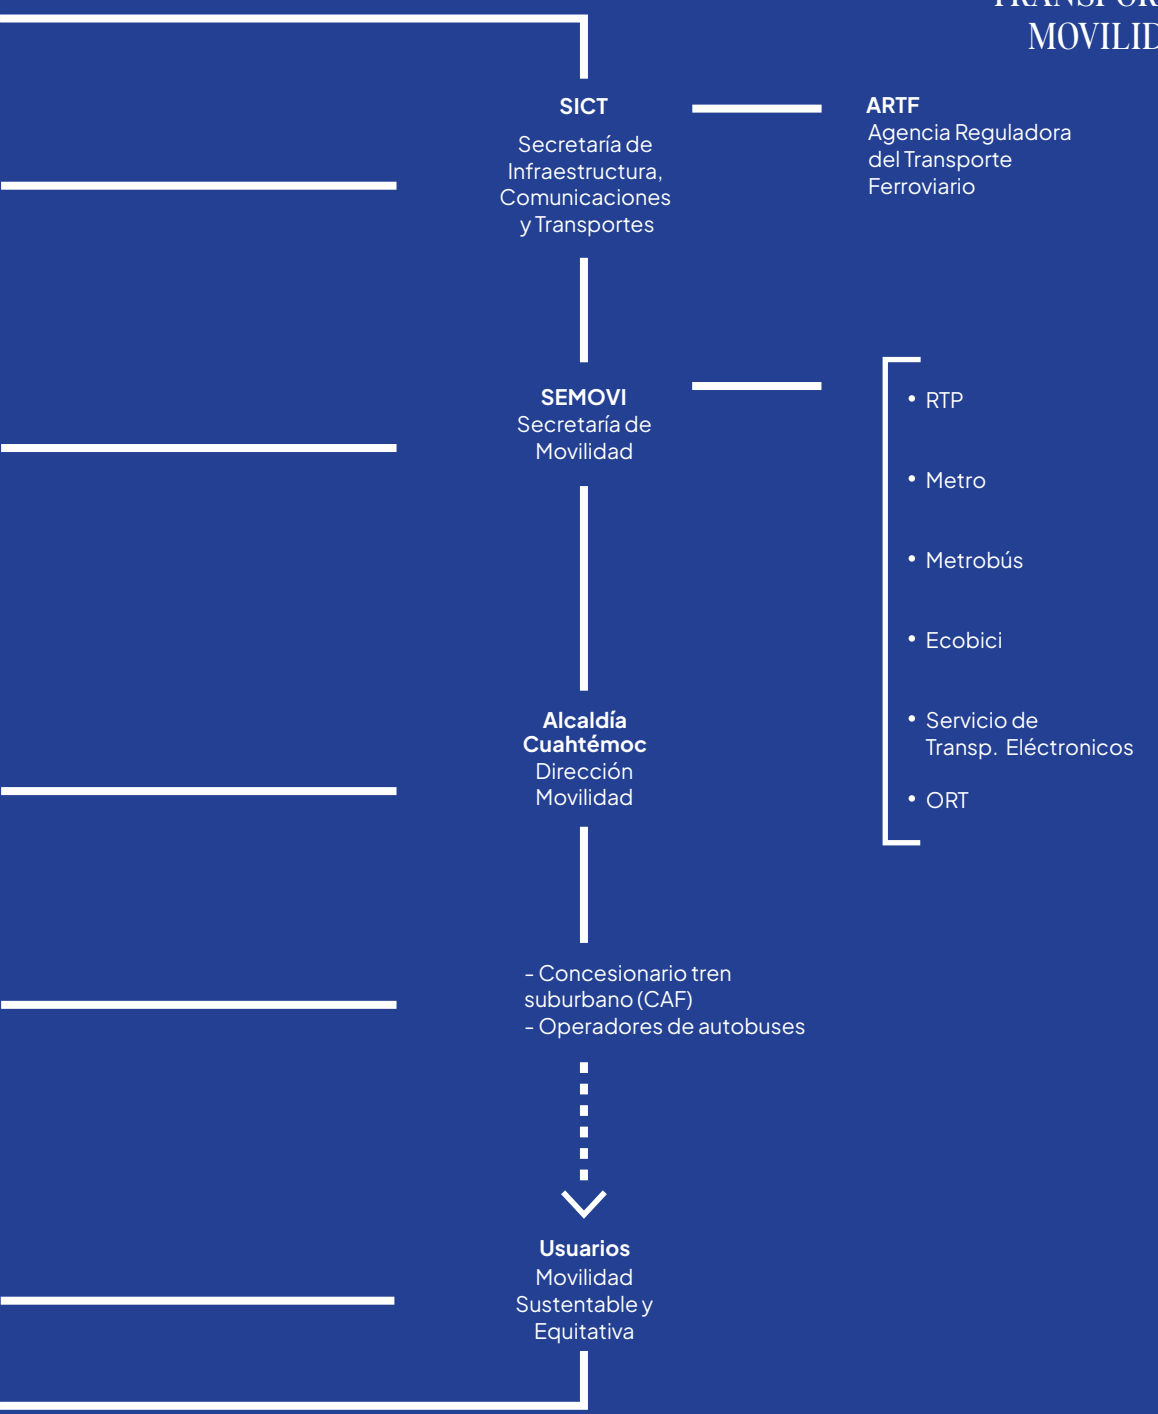 MOVILID
SICT
Secretaría de
Infraestructura,
Comunicaciones
y Transportes
ARTF
Agencia Reguladora
del Transporte
Ferroviario
SEMOVI
Secretaría de
Movilidad
• RTP
• Metro
• Metrobús
• Ecobici
• Servicio de
Transp. Eléctronicos
• ORT
Alcaldía
Cuahtémoc
Dirección
Movilidad
- Concesionario tren
suburbano (CAF)
- Operadores de autobuses
Usuarios
Movilidad
Sustentable y
Equitativa